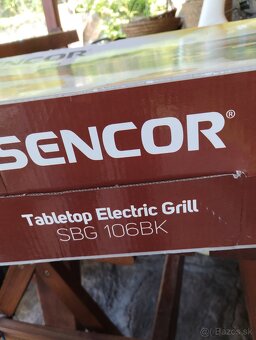 SENCOR®
Tabletop Electric Grill
SBG 106BK
Bazos.sk